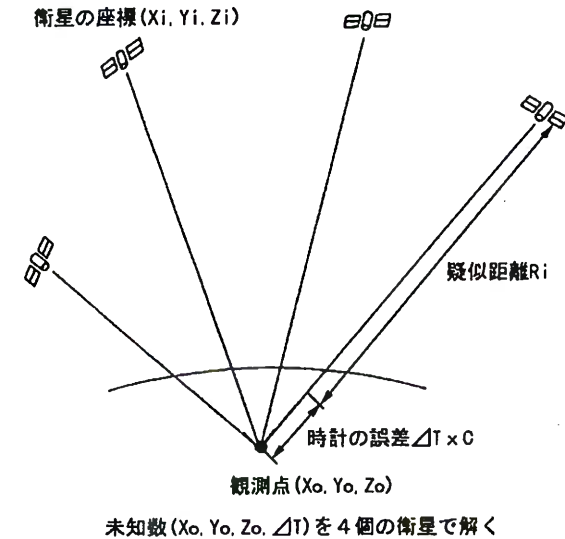 衛星の座標(Xi, Yi, Zi)
疑似距離Ri
時計の誤差⊿T×C
観測点(Xo, Yo, Zo)
未知数(Xo, Yo, Zo, ⊿T)を4個の衛星で解く